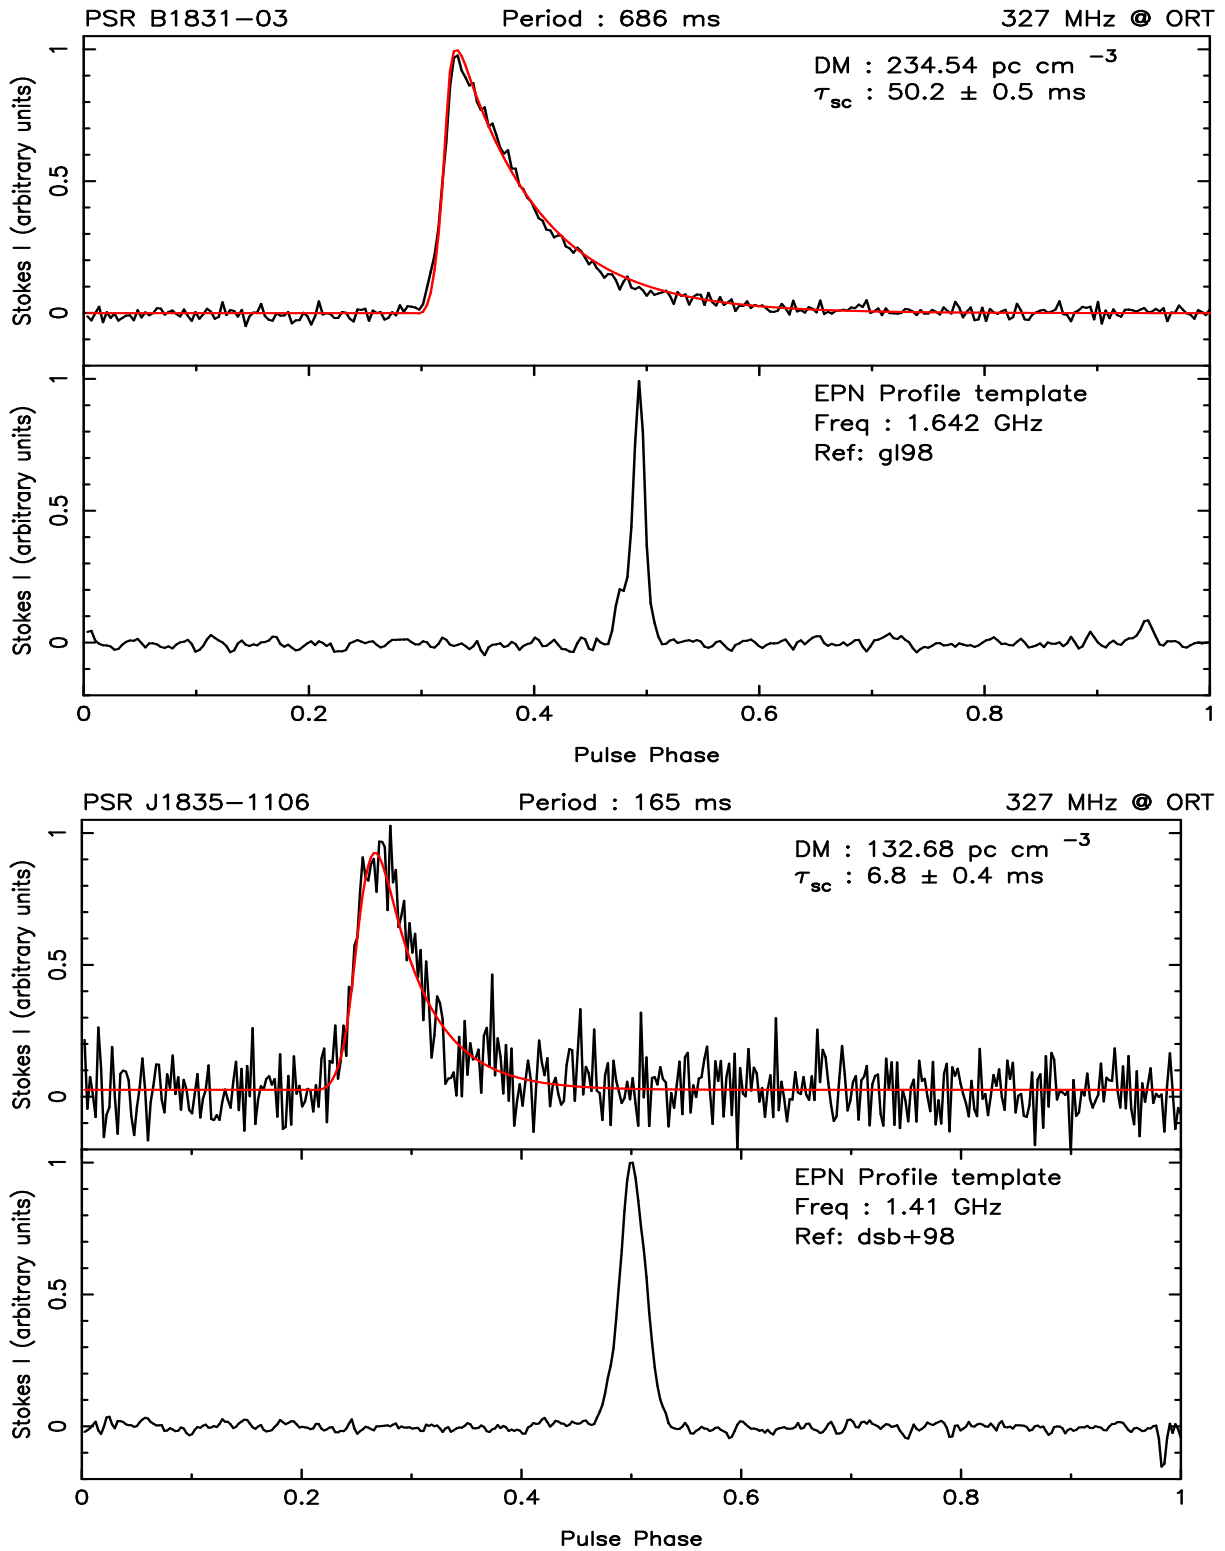 PSR B1831−03 Period : 686 ms 327 MHz @ ORT
DM : 234.54 pc cm −3
τsc : 50.2 ± 0.5 ms
Stokes I (arbitrary units)
1
0.5
0
EPN Profile template
Freq : 1.642 GHz
Ref: gl98
Stokes I (arbitrary units)
1
0.5
0
0 0.2 0.4 0.6 0.8 1
Pulse Phase
PSR J1835−1106 Period : 165 ms 327 MHz @ ORT
DM : 132.68 pc cm −3
τsc : 6.8 ± 0.4 ms
Stokes I (arbitrary units)
1
0.5
0
EPN Profile template
Freq : 1.41 GHz
Ref: dsb+98
Stokes I (arbitrary units)
1
0.5
0
0 0.2 0.4 0.6 0.8 1
Pulse Phase